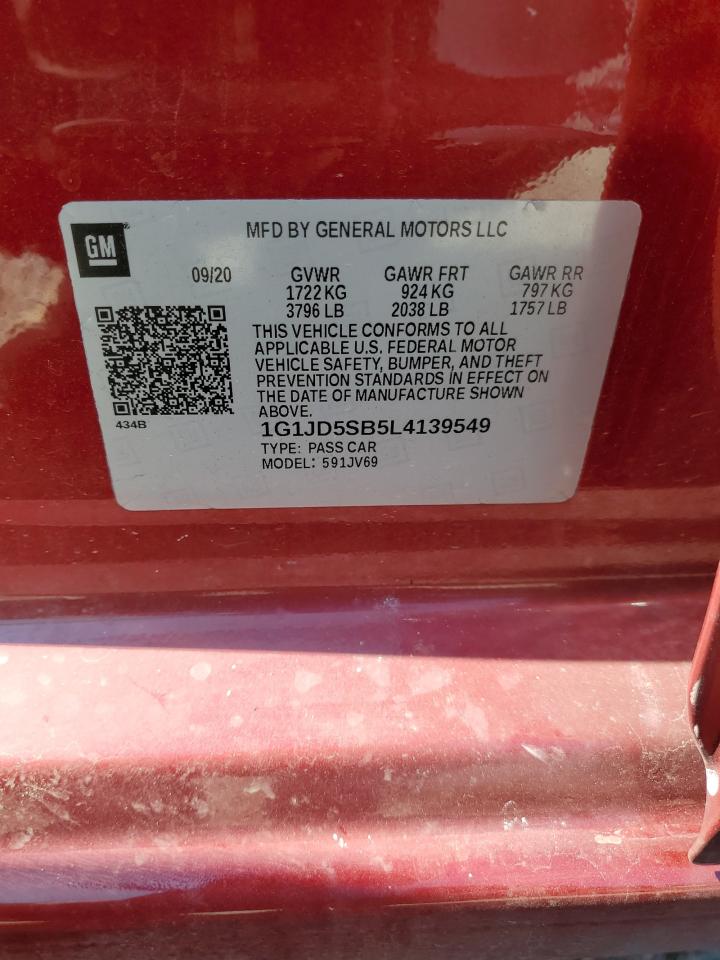 GM
MFD BY GENERAL MOTORS LLC
09/20 GVWR GAWR FRT GAWR RR
1722 KG 924 KG 797 KG
3796 LB 2038 LB 1757 LB
THIS VEHICLE CONFORMS TO ALL
APPLICABLE U.S. FEDERAL MOTOR
VEHICLE SAFETY, BUMPER, AND THEFT
PREVENTION STANDARDS IN EFFECT ON
THE DATE OF MANUFACTURE SHOWN
ABOVE.
434B
1G1JD5SB5L4139549
TYPE: PASS CAR
MODEL: 591JV69